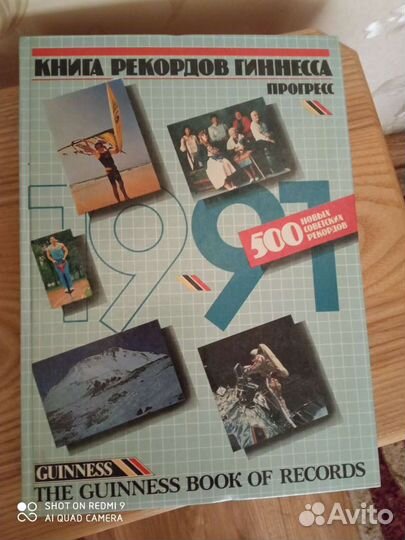 КНИГА РЕКОРДОВ ГИННЕССА
ПРОГРЕСС
1991
500 НОВЫХ
СОВЕТСКИХ
РЕКОРДОВ
GUINNESS
THE GUINNESS BOOK OF RECORDS
SHOT ON REDMI 9
AI QUAD CAMERA
Avito